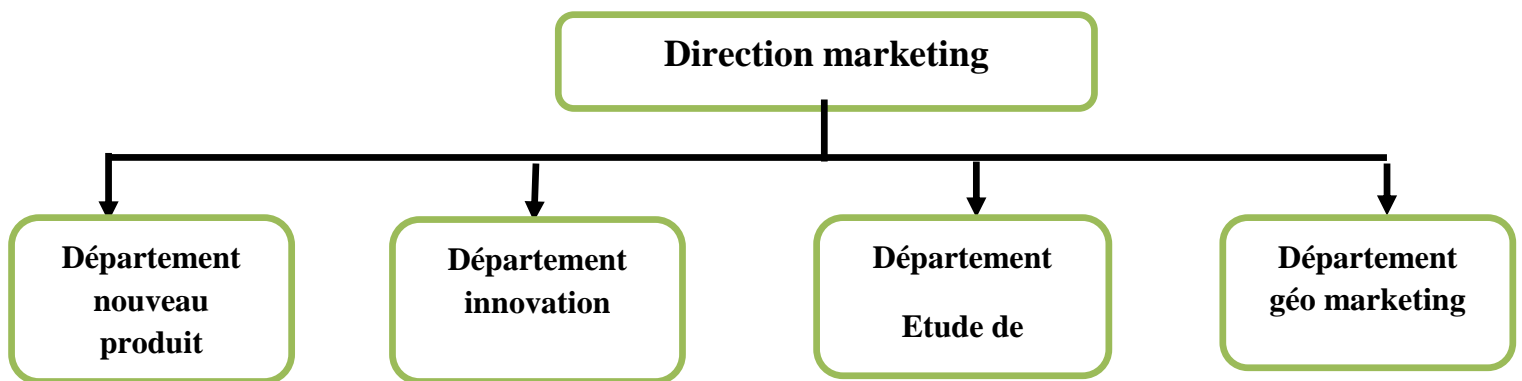 Direction marketing
Département
nouveau
produit
Département
innovation
Département
Etude de
Département
géo marketing